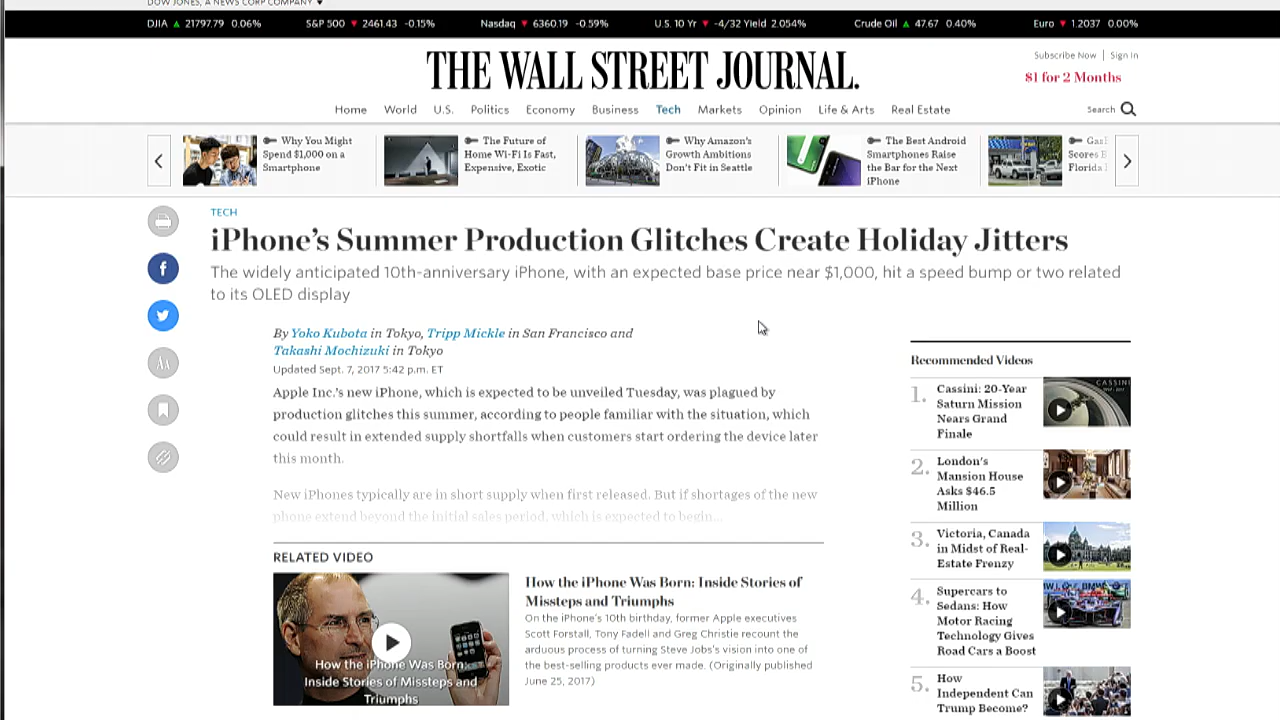 DOW JONES, A NEWS CORP COMPANY ▼
DJIA ▲ 21797.79 0.06%
S&P 500 ▼ 2461.43 -0.15%
Nasdaq ▼ 6360.19 -0.59%
U.S. 10 Yr ▼ -4/32 Yield 2.054%
Crude Oil ▲ 47.67 0.40%
Euro ▼ 1.2037 0.00%
THE WALL STREET JOURNAL.
Subscribe Now | Sign In
$1 for 2 Months
Home World U.S. Politics Economy Business Tech Markets Opinion Life & Arts Real Estate
Search
Why You Might
Spend $1,000 on a
Smartphone
The Future of
Home Wi-Fi Is Fast,
Expensive, Exotic
Why Amazon's
Growth Ambitions
Don't Fit in Seattle
The Best Android
Smartphones Raise
the Bar for the Next
iPhone
Scores
Florida
TECH
iPhone's Summer Production Glitches Create Holiday Jitters
The widely anticipated 10th-anniversary iPhone, with an expected base price near $1,000, hit a speed bump or two related
to its OLED display
By Yoko Kubota in Tokyo, Tripp Mickle in San Francisco and
Takashi Mochizuki in Tokyo
Updated Sept. 7, 2017 5:42 p.m. ET
Apple Inc.'s new iPhone, which is expected to be unveiled Tuesday, was plagued by
production glitches this summer, according to people familiar with the situation, which
could result in extended supply shortfalls when customers start ordering the device later
this month.
New iPhones typically are in short supply when first released. But if shortages of the new
phone extend beyond the initial sales period, which is expected to begin...
RELATED VIDEO
How the iPhone Was Born:
Inside Stories of Missteps and
Triumphs
How the iPhone Was Born: Inside Stories of
Missteps and Triumphs
On the iPhone's 10th birthday, former Apple executives
Scott Forstall, Tony Fadell and Greg Christie recount the
arduous process of turning Steve Jobs's vision into one of
the best-selling products ever made. (Originally published
June 25, 2017)
Recommended Videos
1. Cassini: 20-Year
Saturn Mission
Nears Grand
Finale
CASSINI
2. London's
Mansion House
Asks $46.5
Million
3. Victoria, Canada
in Midst of Real-
Estate Frenzy
4. Supercars to
Sedans: How
Motor Racing
Technology Gives
Road Cars a Boost
5. How
Independent Can
Trump Become?